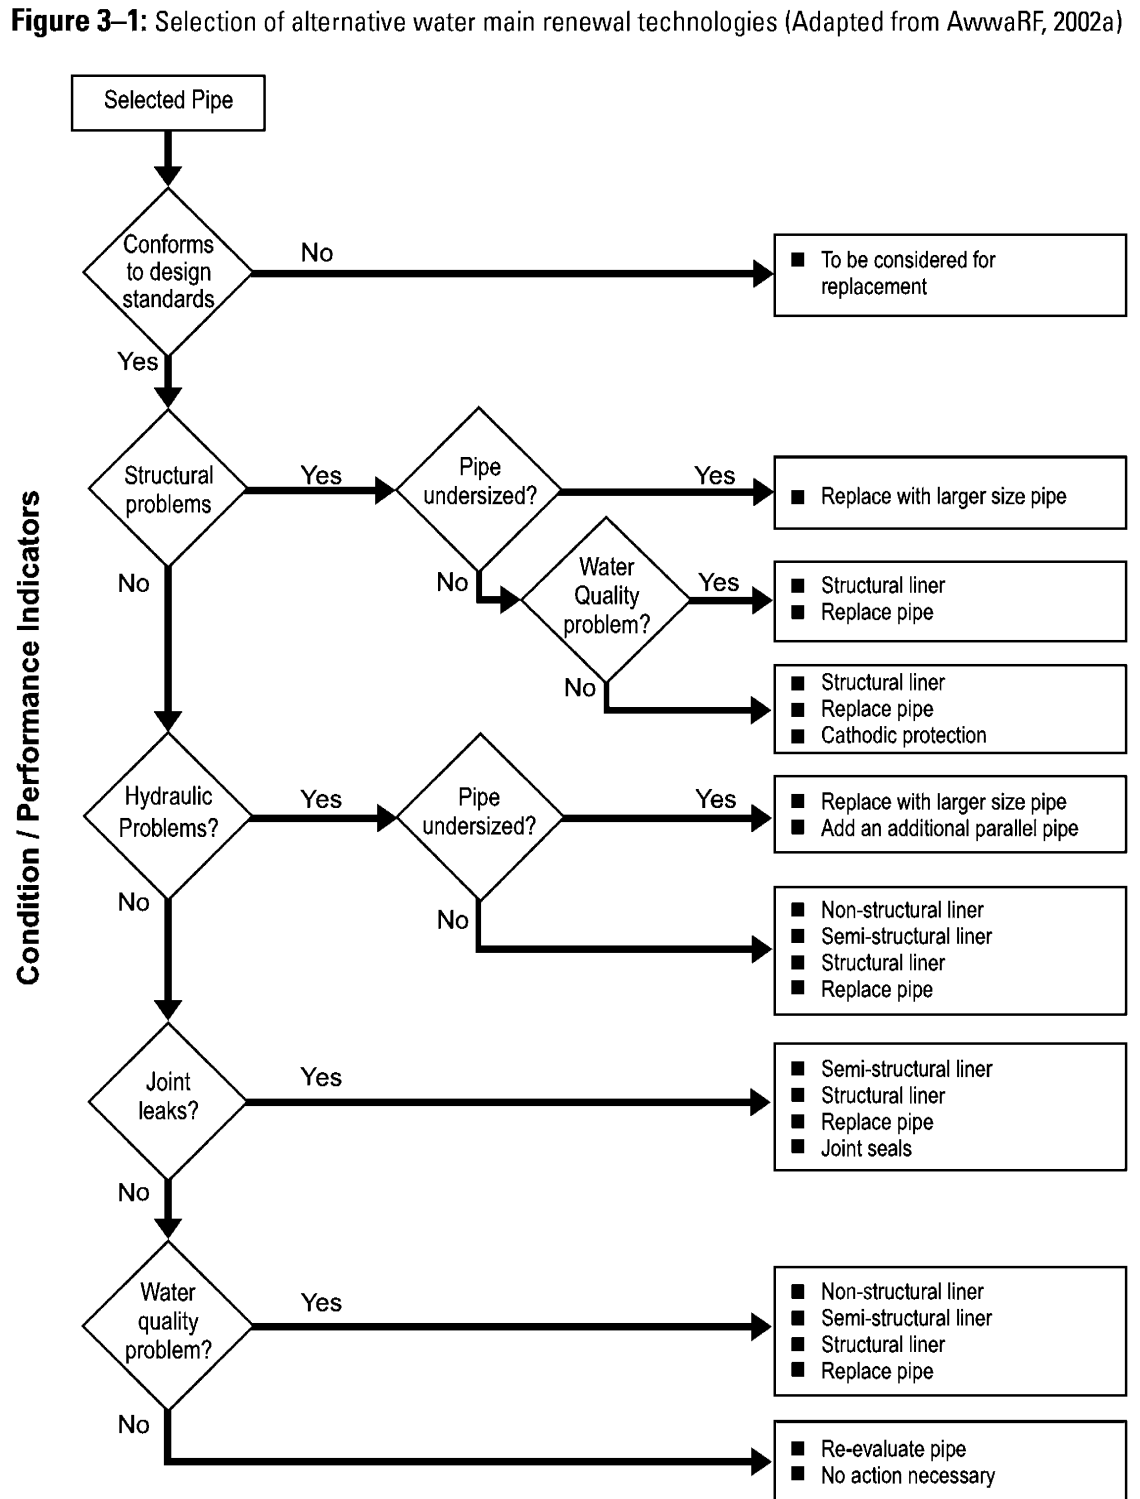 Figure 3–1: Selection of alternative water main renewal technologies (Adapted from AwwaRF, 2002a)
Condition / Performance Indicators
Selected Pipe
Conforms
to design
standards
No
■ To be considered for
replacement
Yes
Structural
problems
Yes
Pipe
undersized?
Yes
■ Replace with larger size pipe
No
Water
Quality
problem?
Yes
■ Structural liner
■ Replace pipe
No
■ Structural liner
■ Replace pipe
■ Cathodic protection
No
Hydraulic
Problems?
Yes
Pipe
undersized?
Yes
■ Replace with larger size pipe
■ Add an additional parallel pipe
No
■ Non-structural liner
■ Semi-structural liner
■ Structural liner
■ Replace pipe
No
Joint
leaks?
Yes
■ Semi-structural liner
■ Structural liner
■ Replace pipe
■ Joint seals
No
Water
quality
problem?
Yes
■ Non-structural liner
■ Semi-structural liner
■ Structural liner
■ Replace pipe
No
■ Re-evaluate pipe
■ No action necessary